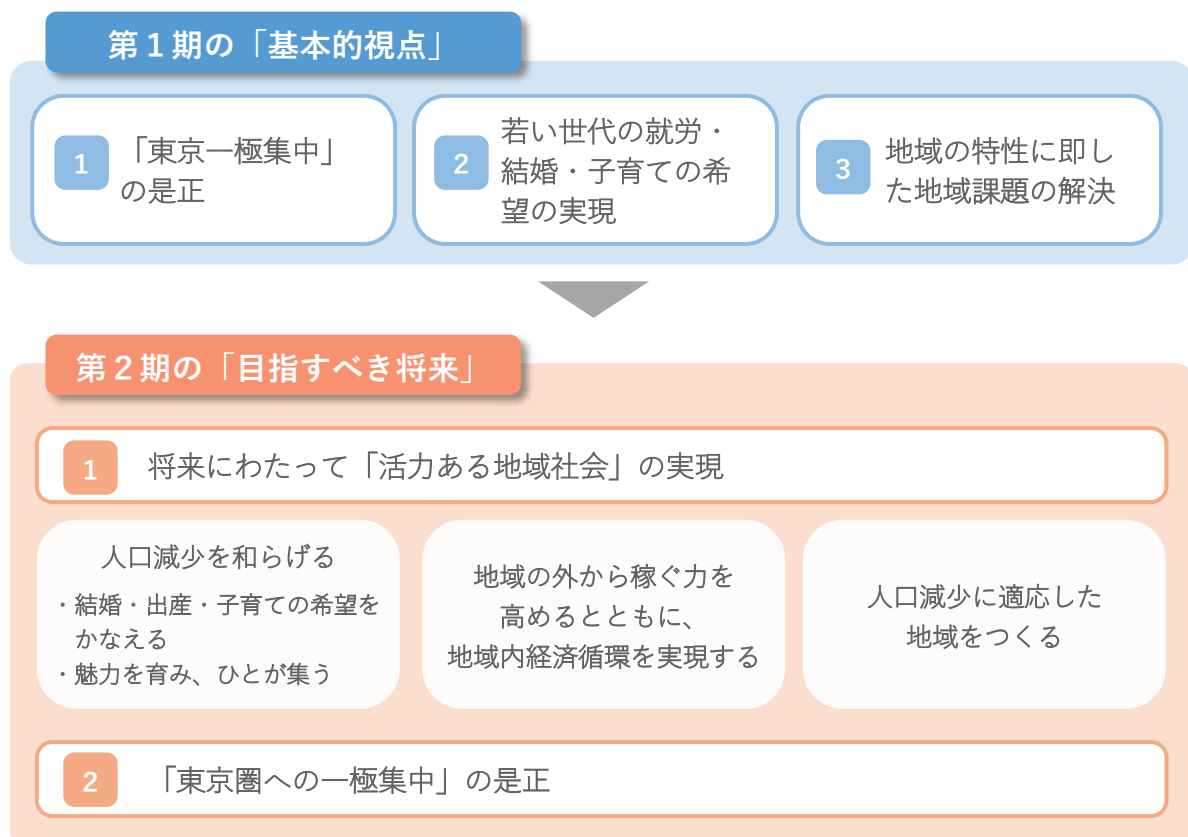 第1期の「基本的視点」
1
「東京一極集中」
の是正
2
若い世代の就労・
結婚・子育ての希
望の実現
3
地域の特性に即し
た地域課題の解決
第2期の「目指すべき将来」
1
将来にわたって「活力ある地域社会」の実現
人口減少を和らげる
・結婚・出産・子育ての希望を
かなえる
・魅力を育み、ひとが集う
地域の外から稼ぐ力を
高めるとともに、
地域内経済循環を実現する
人口減少に適応した
地域をつくる
2
「東京圏への一極集中」の是正